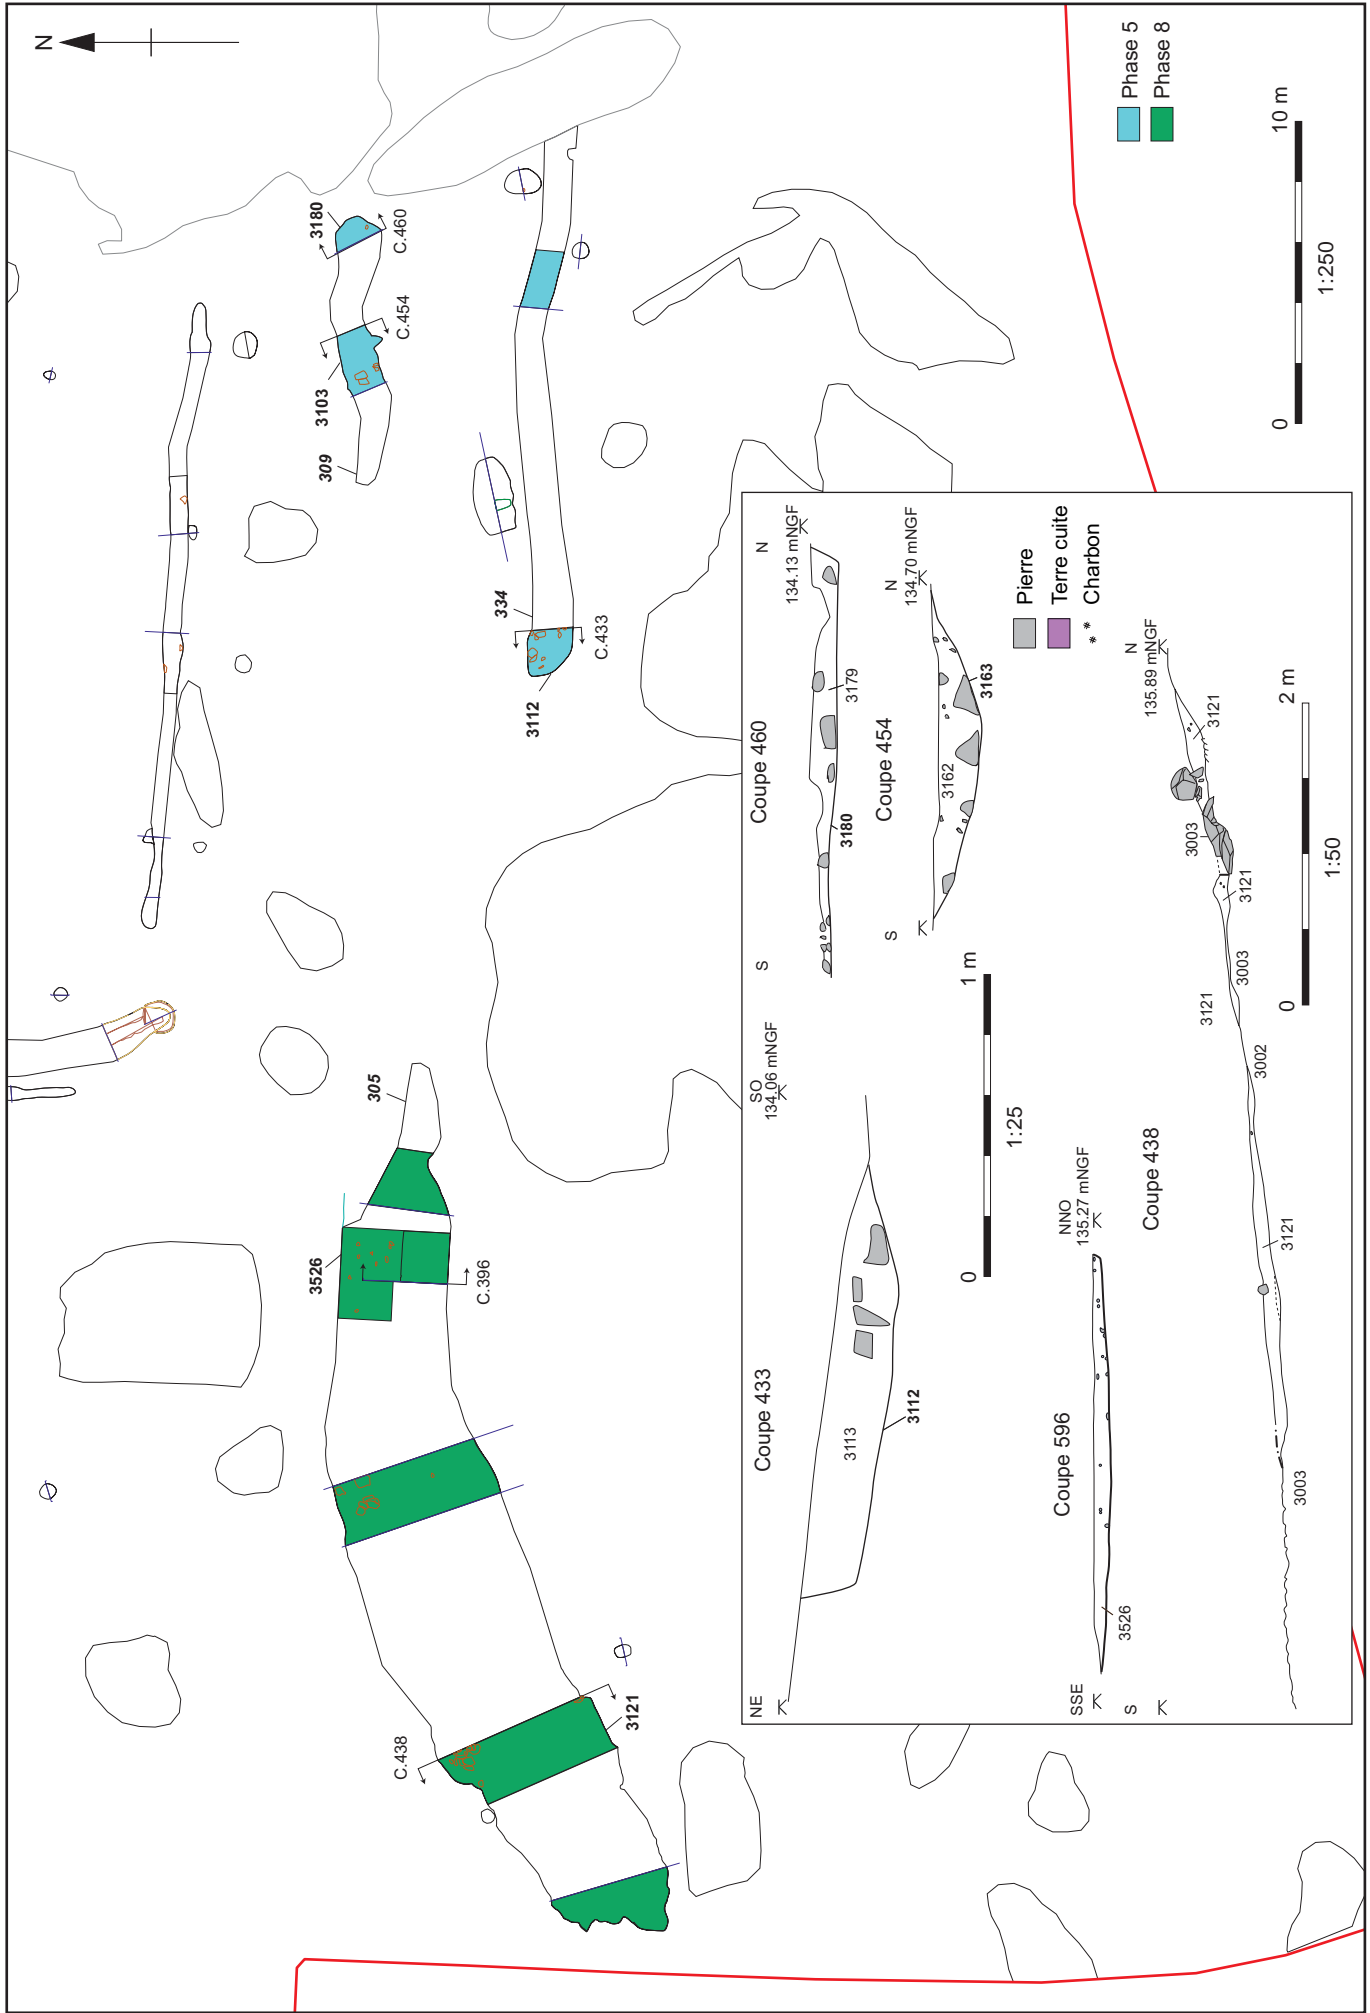 N
C.438
3121
3526
C.396
305
3112
334
C.433
309
3103
C.454
3180
C.460
Phase 5
Phase 8
0 10 m
1:250
Coupe 433
NE
SO
134.06 mNGF
3113
3112
0 1 m
1:25
Coupe 460
S
N
134.13 mNGF
3180
3179
Coupe 454
S
N
134.70 mNGF
3162
3163
Pierre
Terre cuite
Charbon
Coupe 596
SSE
NNO
135.27 mNGF
3526
Coupe 438
S
N
135.89 mNGF
3003
3121
3002
3121
3003
3121
3003
3121
0 2 m
1:50